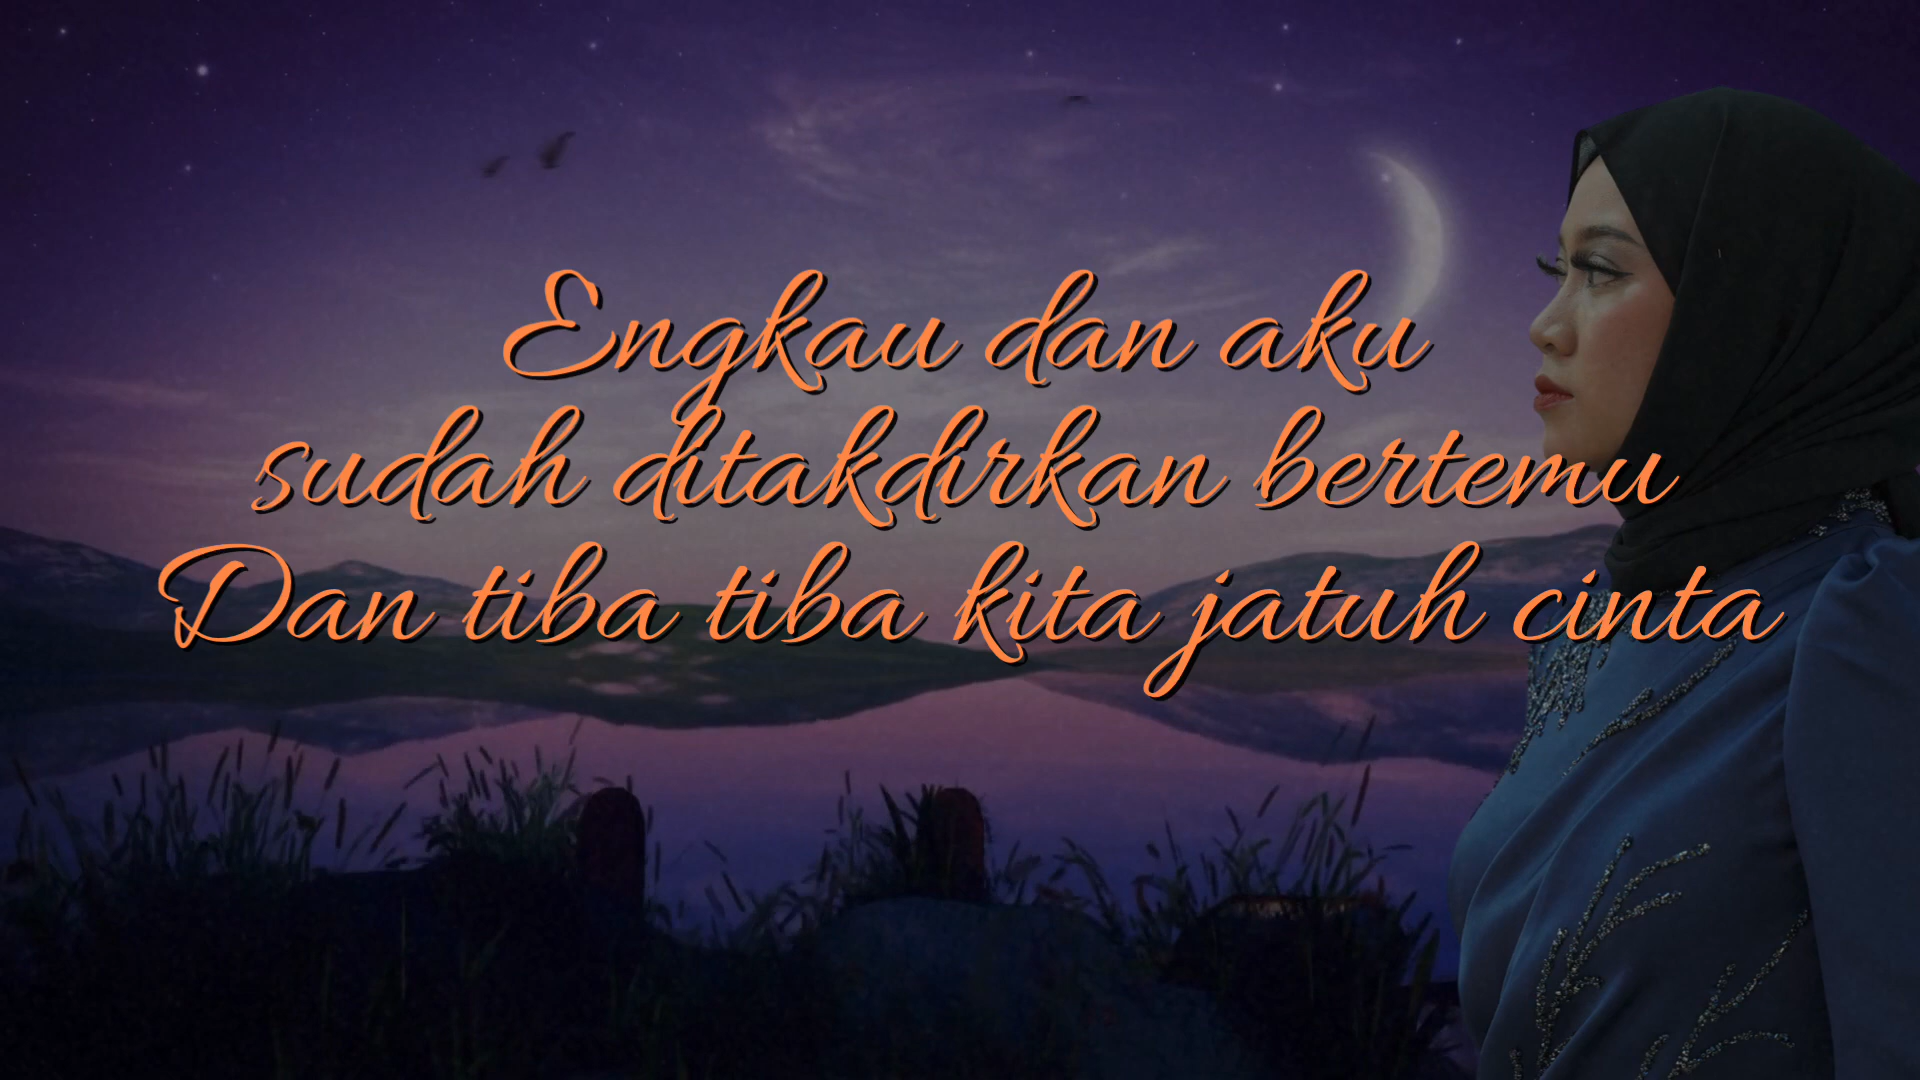 Engkau dan aku
sudah ditakdirkan bertemu
Dan tiba tiba kita jatuh cinta